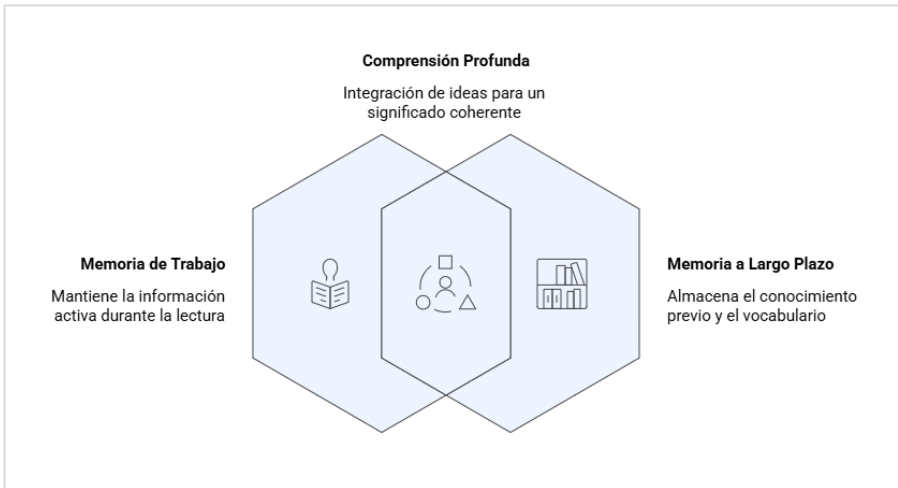 Comprensión Profunda
Integración de ideas para un
significado coherente
Memoria de Trabajo
Mantiene la información
activa durante la lectura
Memoria a Largo Plazo
Almacena el conocimiento
previo y el vocabulario